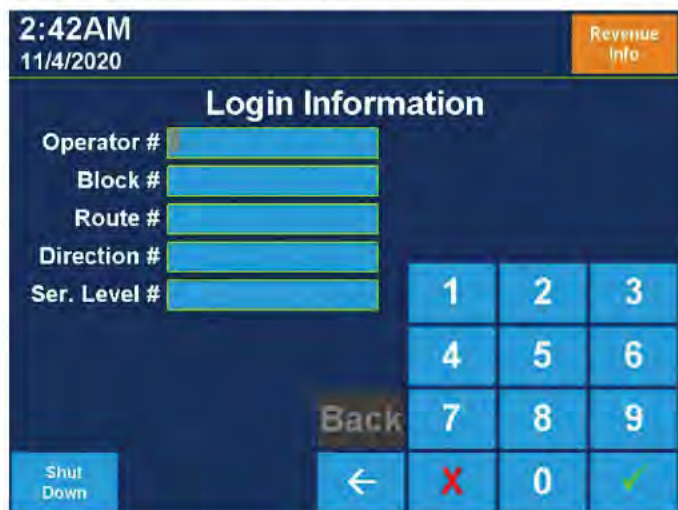 2:42AM
11/4/2020
Revenue
Info
Login Information
Operator #
Block #
Route #
Direction #
Ser. Level #
1 2 3
4 5 6
Back 7 8 9
Shut
Down
← X 0 ✓